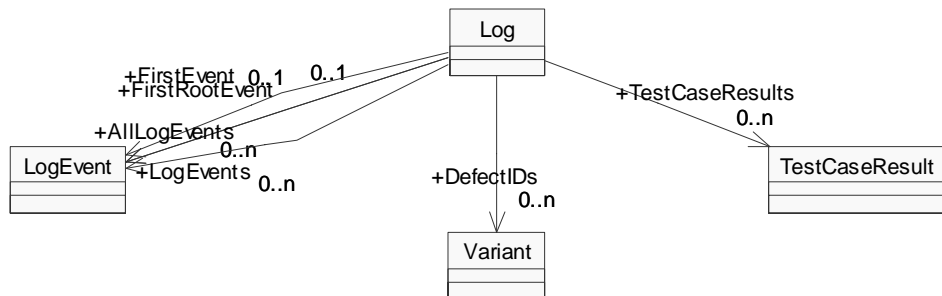 Log
+FirstEvent 0..1 0..1
+FirstRootEvent
+TestCaseResults
0..n
+AllLogEvents 0..n
LogEvent
+LogEvents 0..n
TestCaseResult
+DefectIDs
0..n
Variant